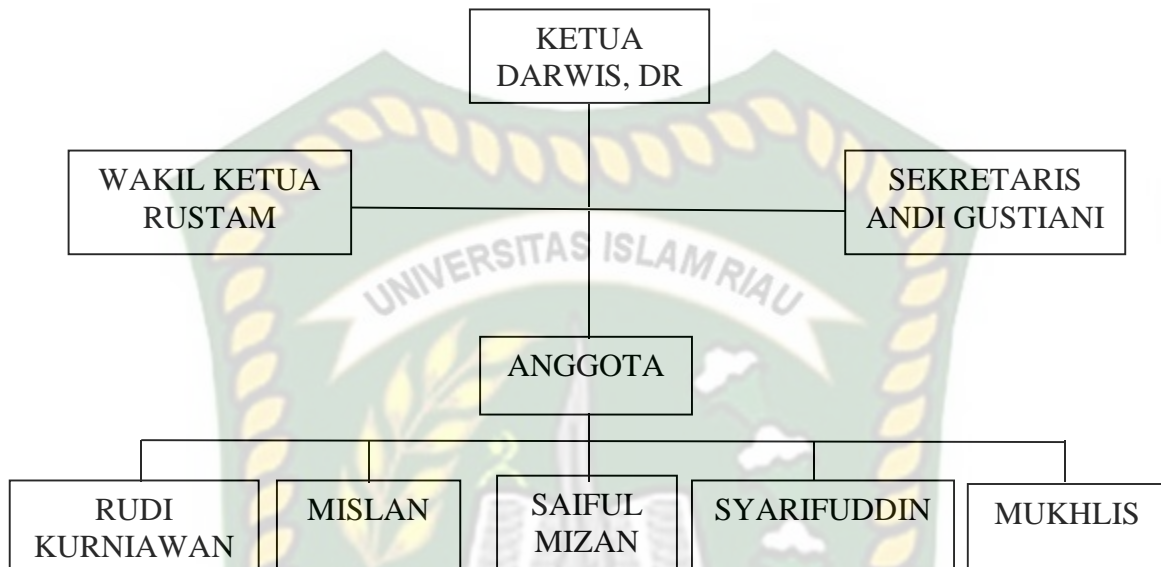 KETUA
DARWIS, DR
WAKIL KETUA
RUSTAM
SEKRETARIS
ANDI GUSTIANI
UNIVERSITAS ISLAM RIAU
ANGGOTA
RUDI
KURNIAWAN
MISLAN
SAIFUL
MIZAN
SYARIFUDDIN
MUKHLIS